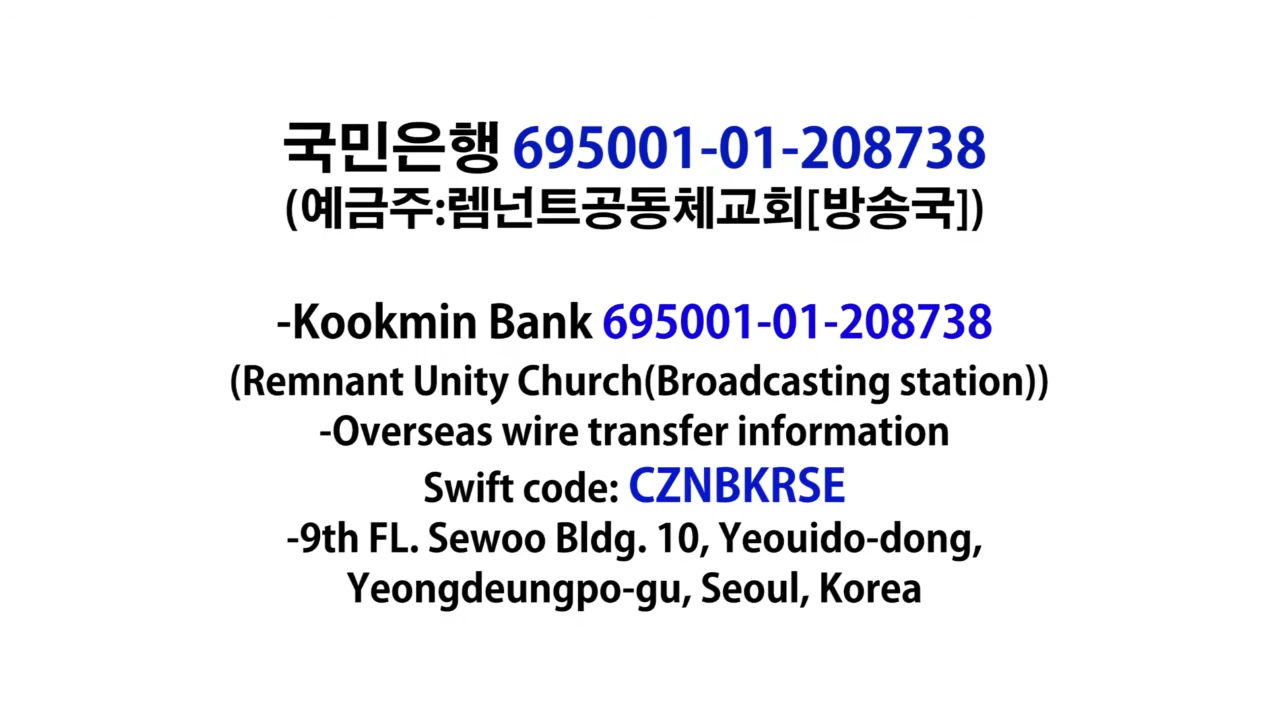 국민은행 695001-01-208738
(예금주:렘넌트공동체교회[방송국])
-Kookmin Bank 695001-01-208738
(Remnant Unity Church(Broadcasting station))
-Overseas wire transfer information
Swift code: CZNBKRSE
-9th FL. Sewoo Bldg. 10, Yeouido-dong,
Yeongdeungpo-gu, Seoul, Korea